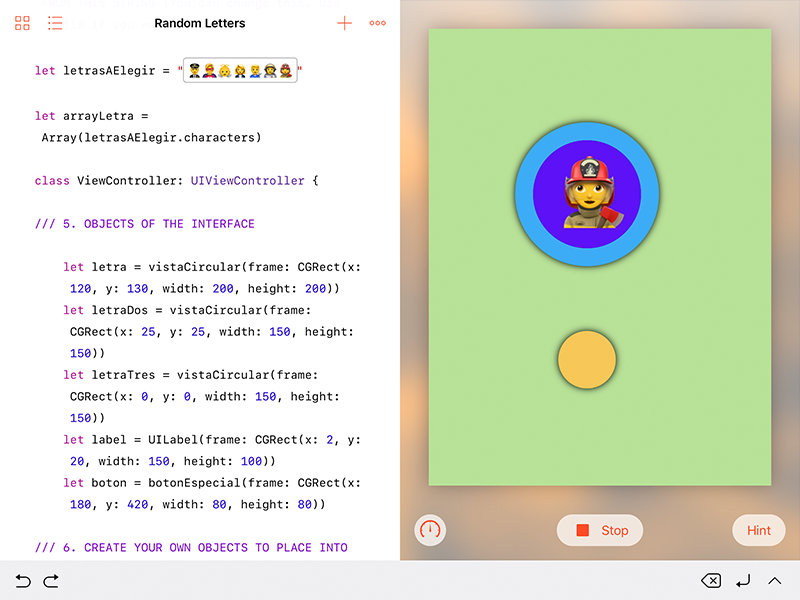 Random Letters
let letrasAElegir = "👮👩‍🎤👼🤵👨‍⚕️👩‍🚀👩‍🚒"
let arrayLetra =
Array(letrasAElegir.characters)
class ViewController: UIViewController {
/// 5. OBJECTS OF THE INTERFACE
let letra = vistaCircular(frame: CGRect(x:
120, y: 130, width: 200, height: 200))
let letraDos = vistaCircular(frame:
CGRect(x: 25, y: 25, width: 150, height:
150))
let letraTres = vistaCircular(frame:
CGRect(x: 0, y: 0, width: 150, height:
150))
let label = UILabel(frame: CGRect(x: 2, y:
20, width: 150, height: 100))
let boton = botonEspecial(frame: CGRect(x:
180, y: 420, width: 80, height: 80))
/// 6. CREATE YOUR OWN OBJECTS TO PLACE INTO
Stop
Hint